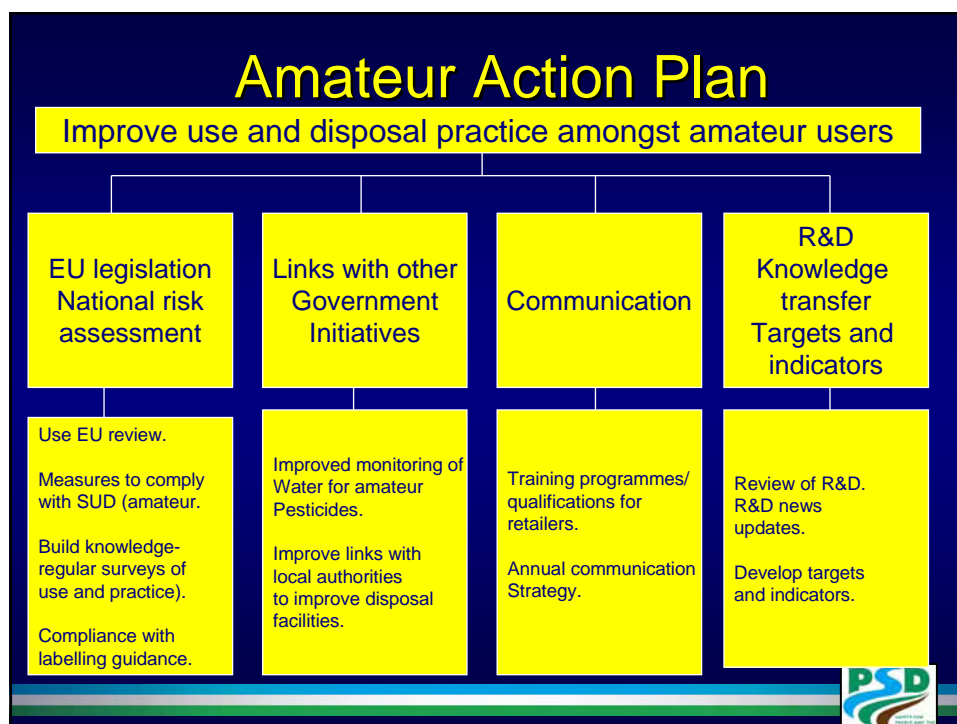 Amateur Action Plan
Improve use and disposal practice amongst amateur users
EU legislation
National risk
assessment
Links with other
Government
Initiatives
Communication
R&D
Knowledge
transfer
Targets and
indicators
Use EU review.
Measures to comply
with SUD (amateur.
Build knowledge-
regular surveys of
use and practice).
Compliance with
labelling guidance.
Improved monitoring of
Water for amateur
Pesticides.
Improve links with
local authorities
to improve disposal
facilities.
Training programmes/
qualifications for
retailers.
Annual communication
Strategy.
Review of R&D.
R&D news
updates.
Develop targets
and indicators.
PSD